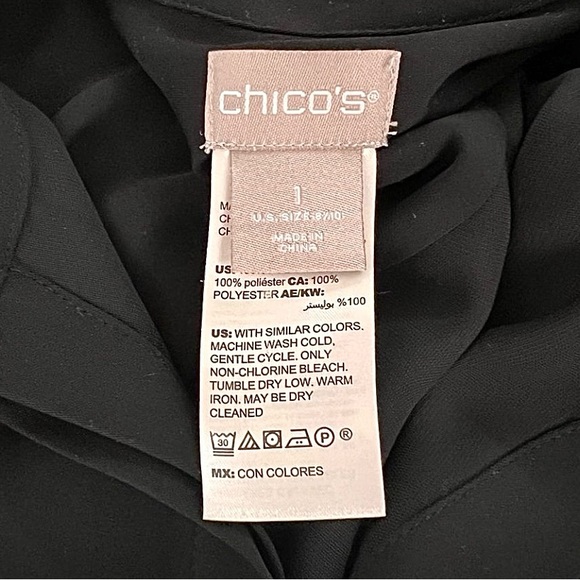 chico's®
1
U.S. SIZE-8/10
MADE IN
CHINA
US:
100% poliéster CA: 100%
POLYESTER AE/KW:
100% بوليستر
US: WITH SIMILAR COLORS.
MACHINE WASH COLD,
GENTLE CYCLE. ONLY
NON-CHLORINE BLEACH.
TUMBLE DRY LOW. WARM
IRON. MAY BE DRY
CLEANED
30 P ®
MX: CON COLORES